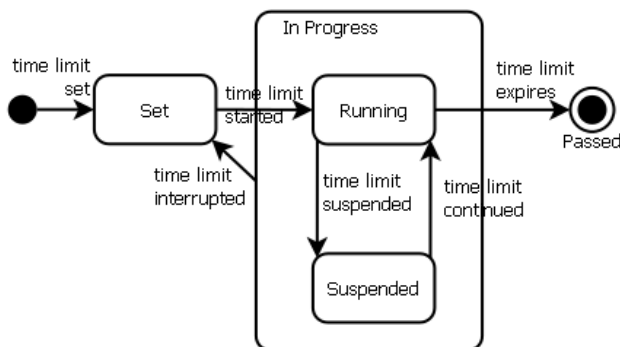 In Progress
time limit
set
Set
time limit
started
Running
time limit
expires
Passed
time limit
interrupted
time limit
suspended
time limit
continued
Suspended